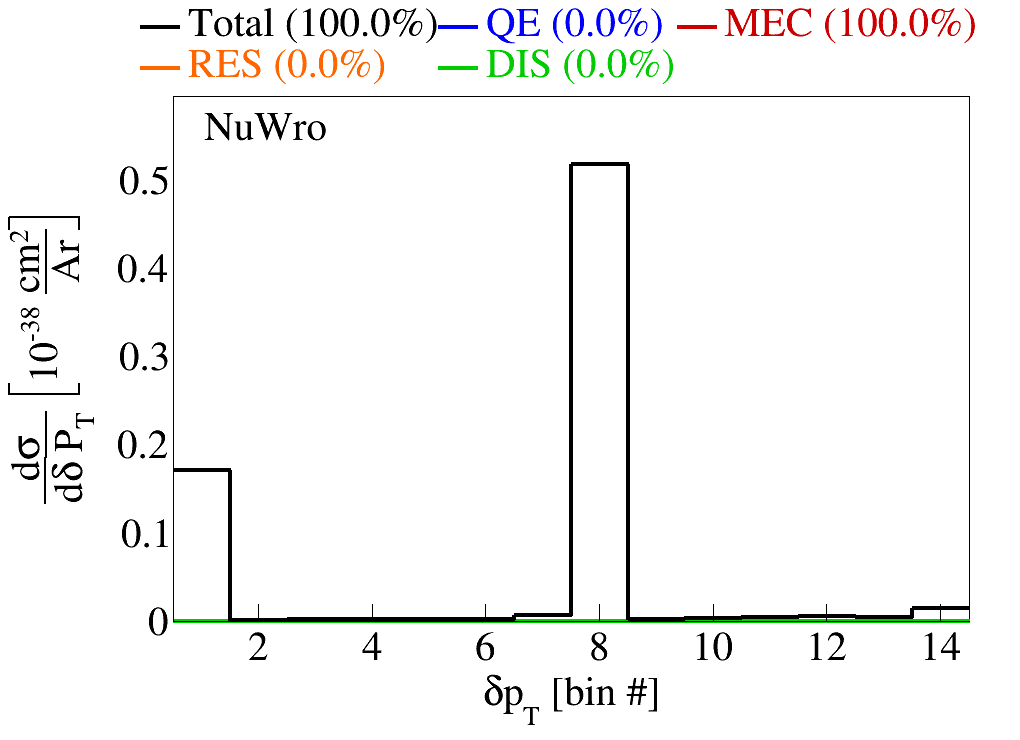 Total (100.0%) QE (0.0%) MEC (100.0%)
RES (0.0%) DIS (0.0%)
NuWro
0.5
0.4
0.3
0.2
0.1
0
2 4 6 8 10 12 14
δp_T [bin #]
dσ/dδ P_T [10^-38 cm^2/Ar]